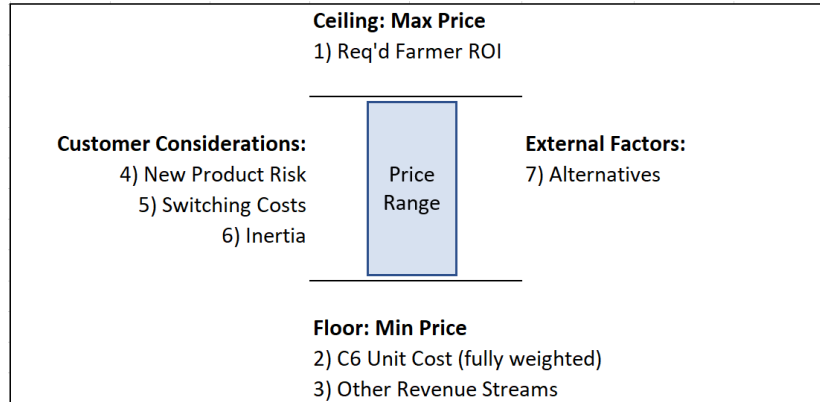 Ceiling: Max Price
1) Req'd Farmer ROI
Customer Considerations:
4) New Product Risk
5) Switching Costs
6) Inertia
Price
Range
External Factors:
7) Alternatives
Floor: Min Price
2) C6 Unit Cost (fully weighted)
3) Other Revenue Streams